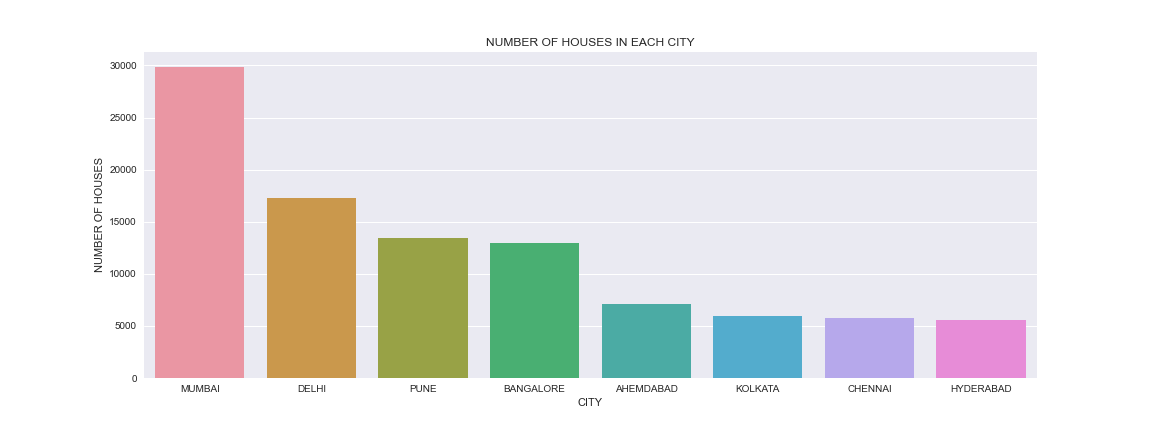 NUMBER OF HOUSES IN EACH CITY
30000
25000
20000
15000
10000
5000
0
NUMBER OF HOUSES
MUMBAI DELHI PUNE BANGALORE AHEMDABAD KOLKATA CHENNAI HYDERABAD
CITY